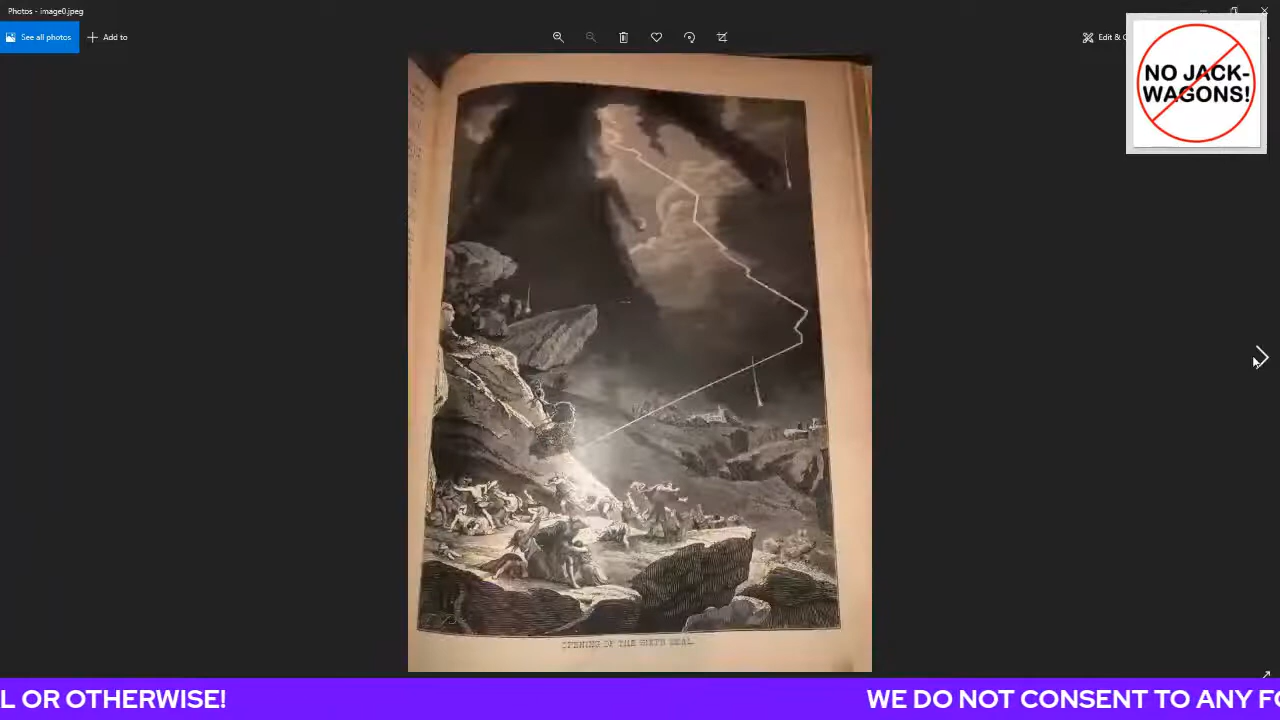 Photos - image0.jpeg
See all photos
Add to
Edit & C
NO JACK-
WAGONS!
OPENING OF THE SIXTH SEAL.
L OR OTHERWISE!
WE DO NOT CONSENT TO ANY FO